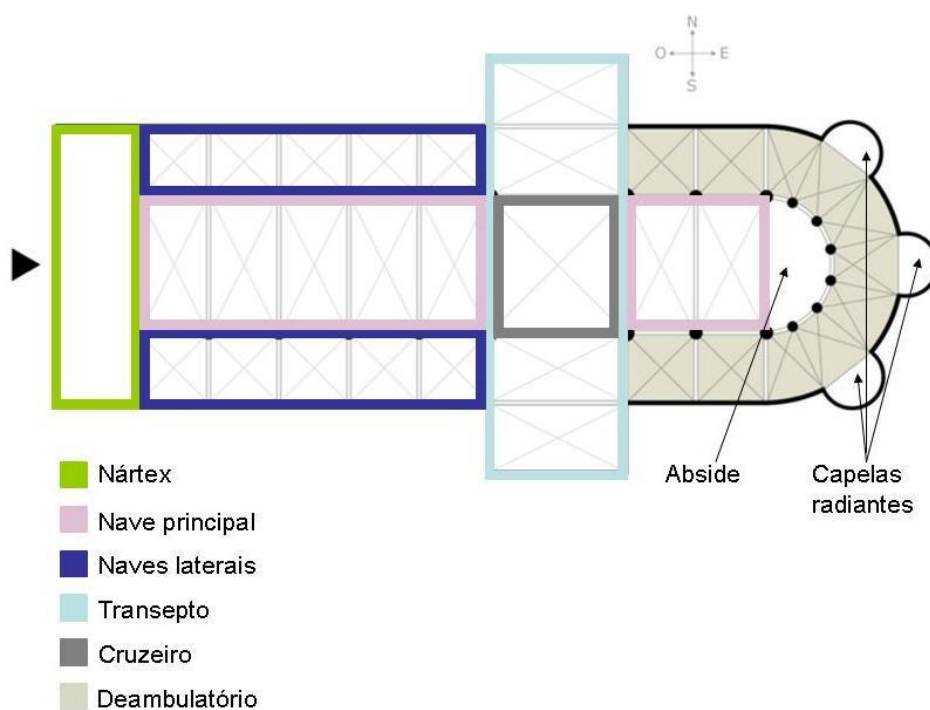 N
O E
S
Abside
Capelas
radiantes
Nártex
Nave principal
Naves laterais
Transepto
Cruzeiro
Deambulatório